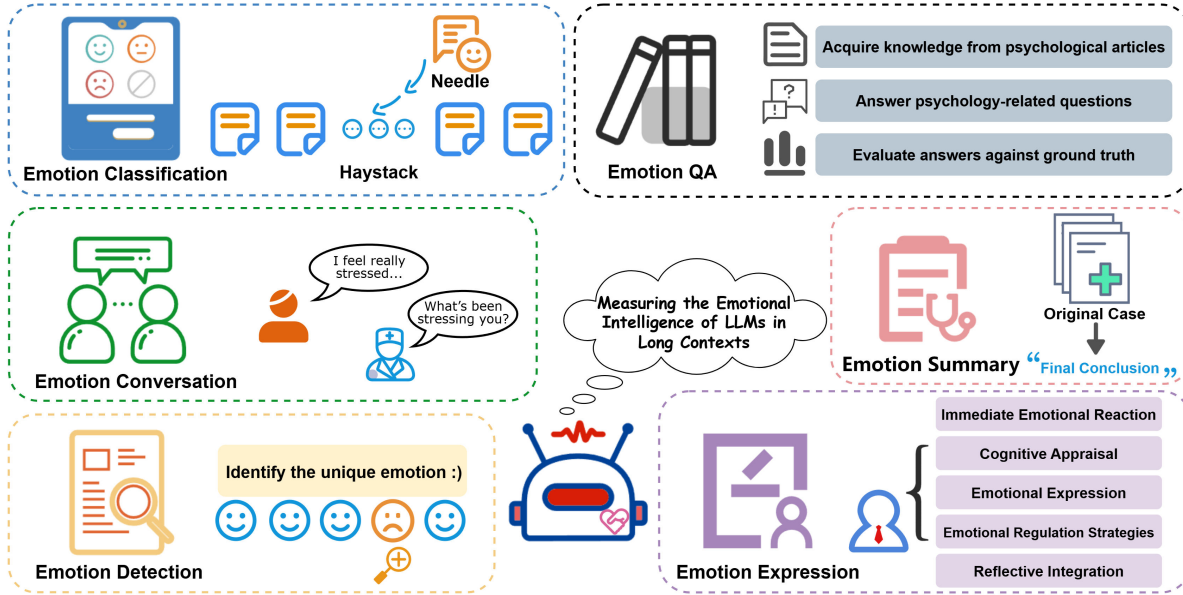 Needle
Haystack
Emotion Classification
Acquire knowledge from psychological articles
Answer psychology-related questions
Evaluate answers against ground truth
Emotion QA
I feel really
stressed...
What's been
stressing you?
Emotion Conversation
Measuring the Emotional
Intelligence of LLMs in
Long Contexts
Original Case
Emotion Summary
“Final Conclusion„
Identify the unique emotion :)
Emotion Detection
Immediate Emotional Reaction
Cognitive Appraisal
Emotional Expression
Emotional Regulation Strategies
Reflective Integration
Emotion Expression